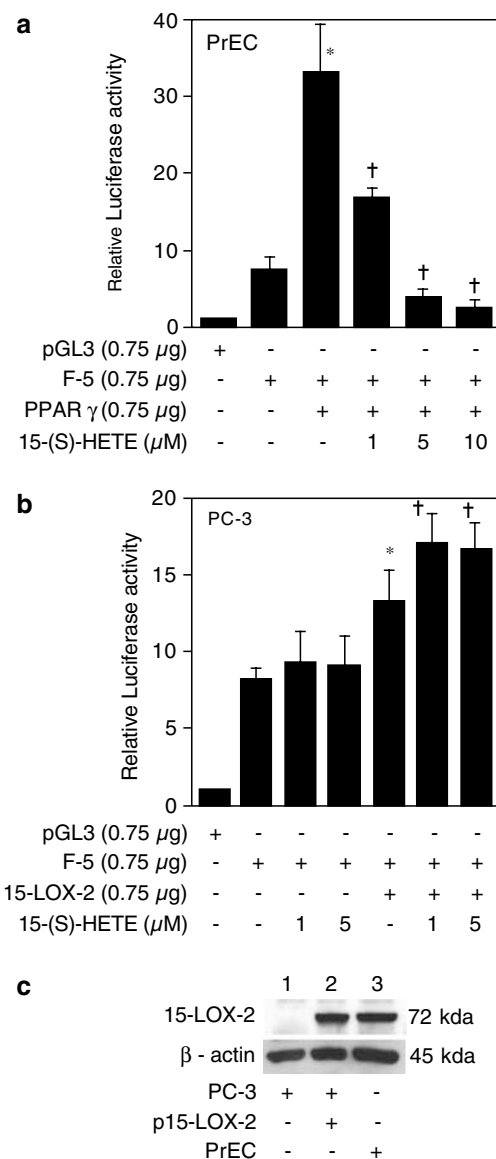 a
PrEC
Relative Luciferase activity
40
30
20
10
0
*
†
†
†
pGL3 (0.75 µg) + - - - - -
F-5 (0.75 µg) - + + + + +
PPAR γ (0.75 µg) - - + + + +
15-(S)-HETE (µM) - - - 1 5 10
b
PC-3
Relative Luciferase activity
20
15
10
5
0
*
†
†
pGL3 (0.75 µg) + - - - - - -
F-5 (0.75 µg) - + + + + + +
15-LOX-2 (0.75 µg) - - - - + + +
15-(S)-HETE (µM) - - 1 5 - 1 5
c
1 2 3
15-LOX-2 72 kda
β - actin 45 kda
PC-3 + + -
p15-LOX-2 - + -
PrEC - - +